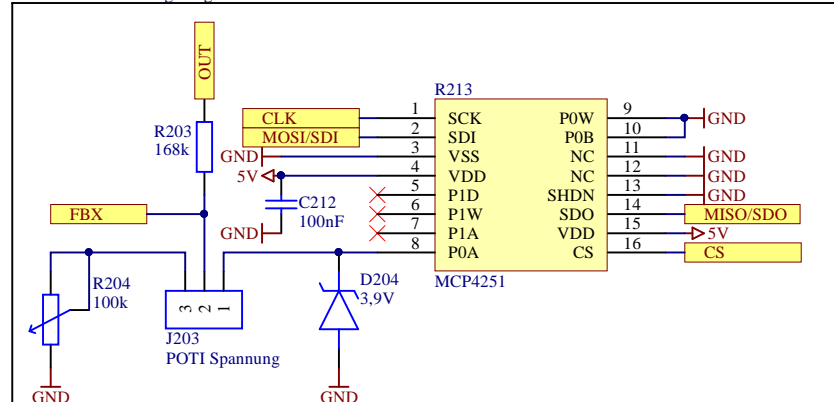 OUT
R213
CLK 1 SCK P0W 9 GND
R203 MOSI/SDI 2 SDI P0B 10
168k GND 3 VSS NC 11 GND
5V 4 VDD NC 12 GND
5 P1D SHDN 13 GND
C212
FBX 100nF 6 P1W SDO 14 MISO/SDO
GND 7 P1A VDD 15 5V
8 P0A CS 16 CS
R204 D204 MCP4251
100k 3 2 1 3,9V
J203
POTI Spannung
GND GND